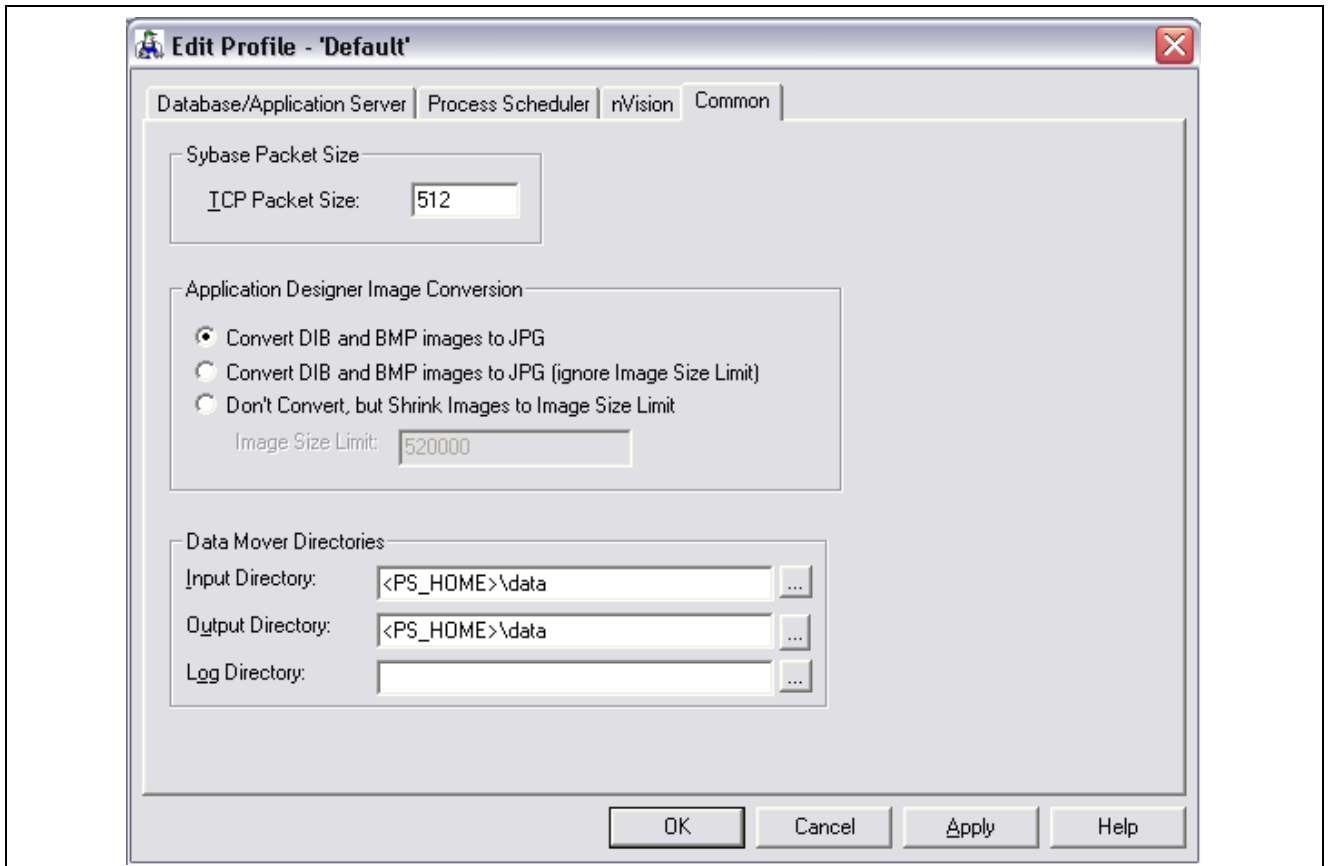 Edit Profile - 'Default'
Database/Application Server Process Scheduler nVision Common
Sybase Packet Size
TCP Packet Size: 512
Application Designer Image Conversion
Convert DIB and BMP images to JPG
Convert DIB and BMP images to JPG (ignore Image Size Limit)
Don't Convert, but Shrink Images to Image Size Limit
Image Size Limit: 520000
Data Mover Directories
Input Directory: <PS_HOME>\data ...
Output Directory: <PS_HOME>\data ...
Log Directory: ...
OK Cancel Apply Help